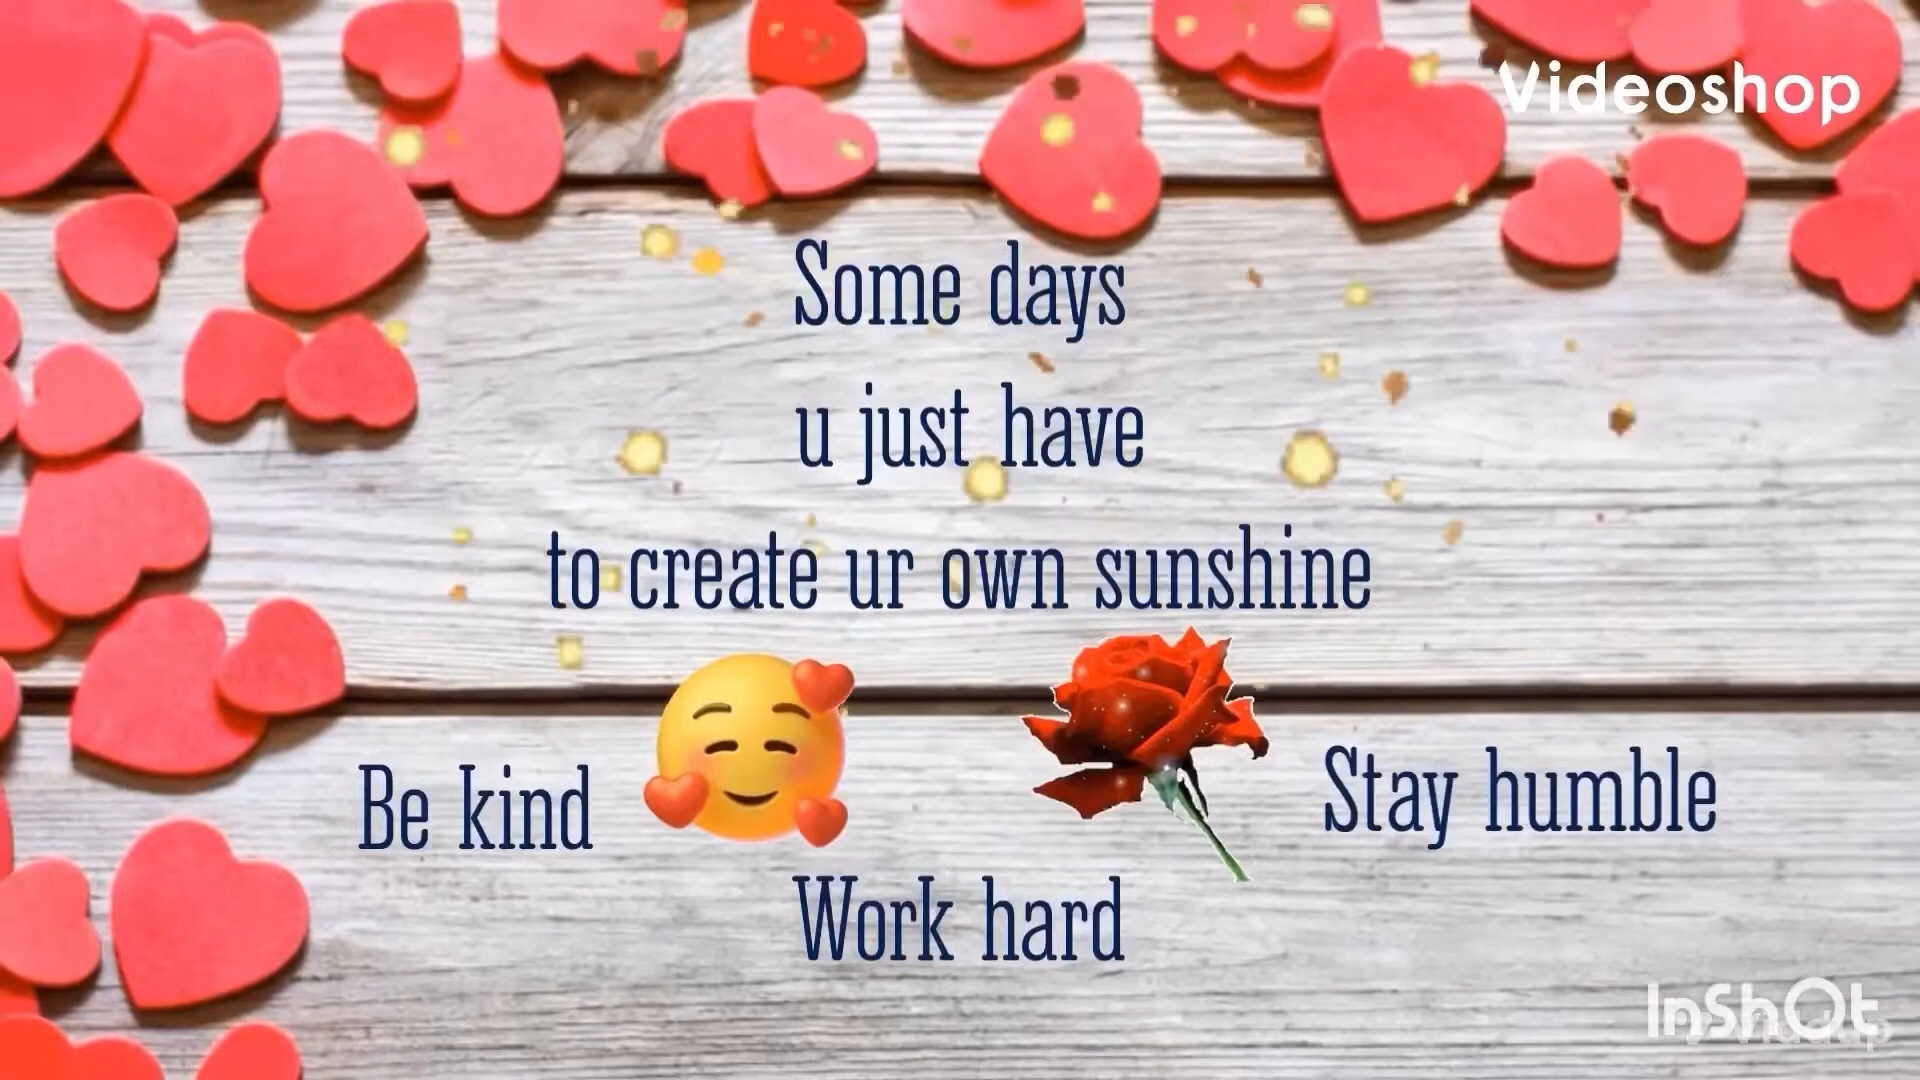 Videoshop
Some days
u just have
to create ur own sunshine
Be kind
Stay humble
Work hard
InShOt